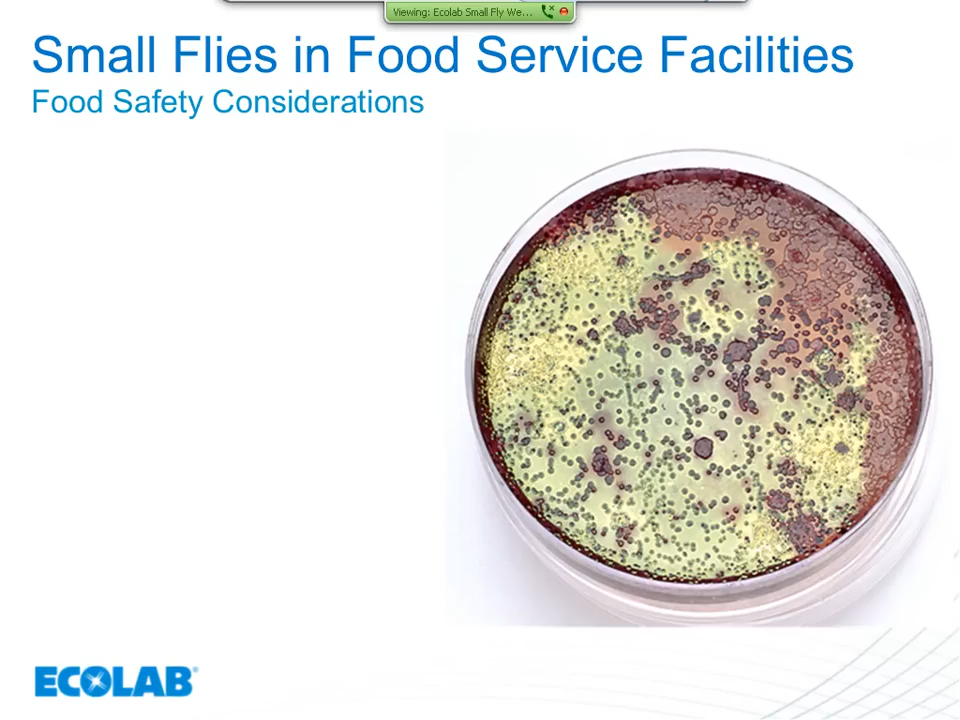 Viewing: Ecolab Small Fly We...
Small Flies in Food Service Facilities
Food Safety Considerations
ECOLAB®